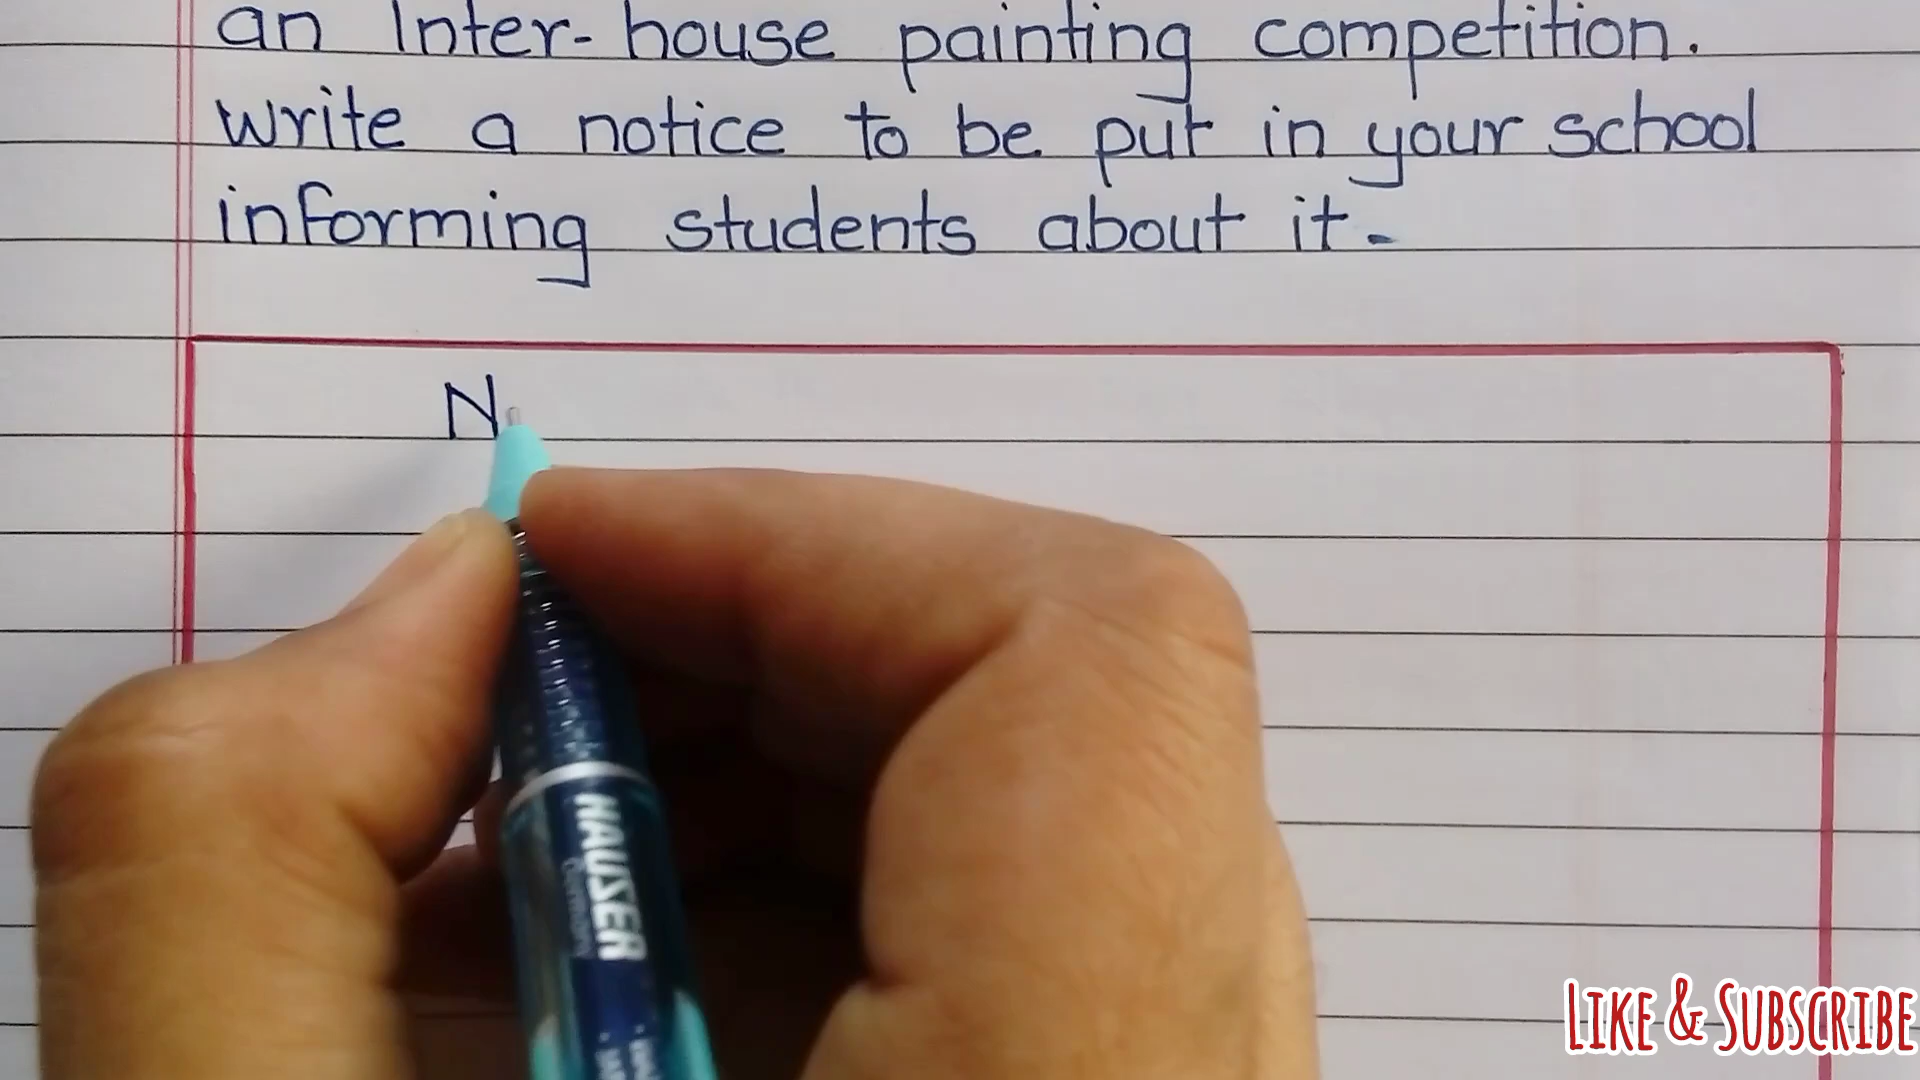 an Inter-house painting competition.
Write a notice to be put in your school
informing students about it.
N
HAUSER
Germany
LIKE & SUBSCRIBE